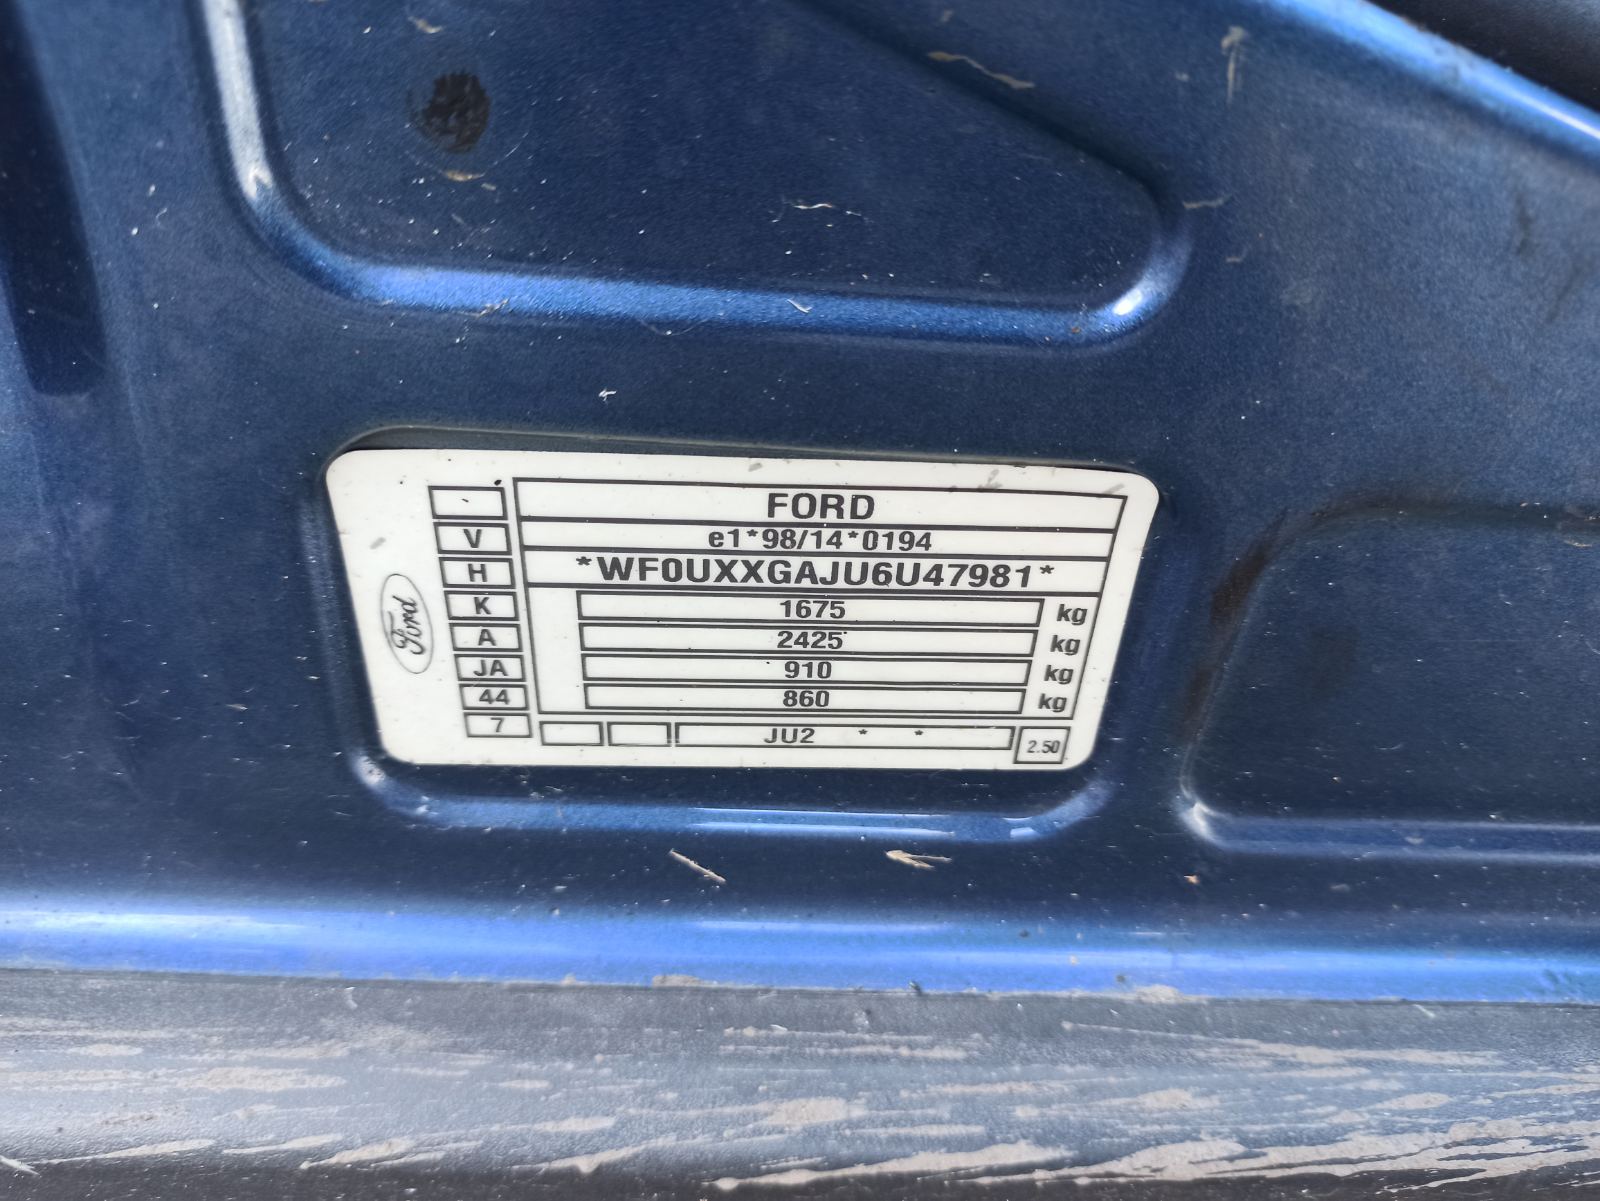 Ford
FORD
V e1*98/14*0194
H *WF0UXXGAJU6U47981*
K 1675 kg
A 2425 kg
JA 910 kg
44 860 kg
7 JU2 * * 2.50